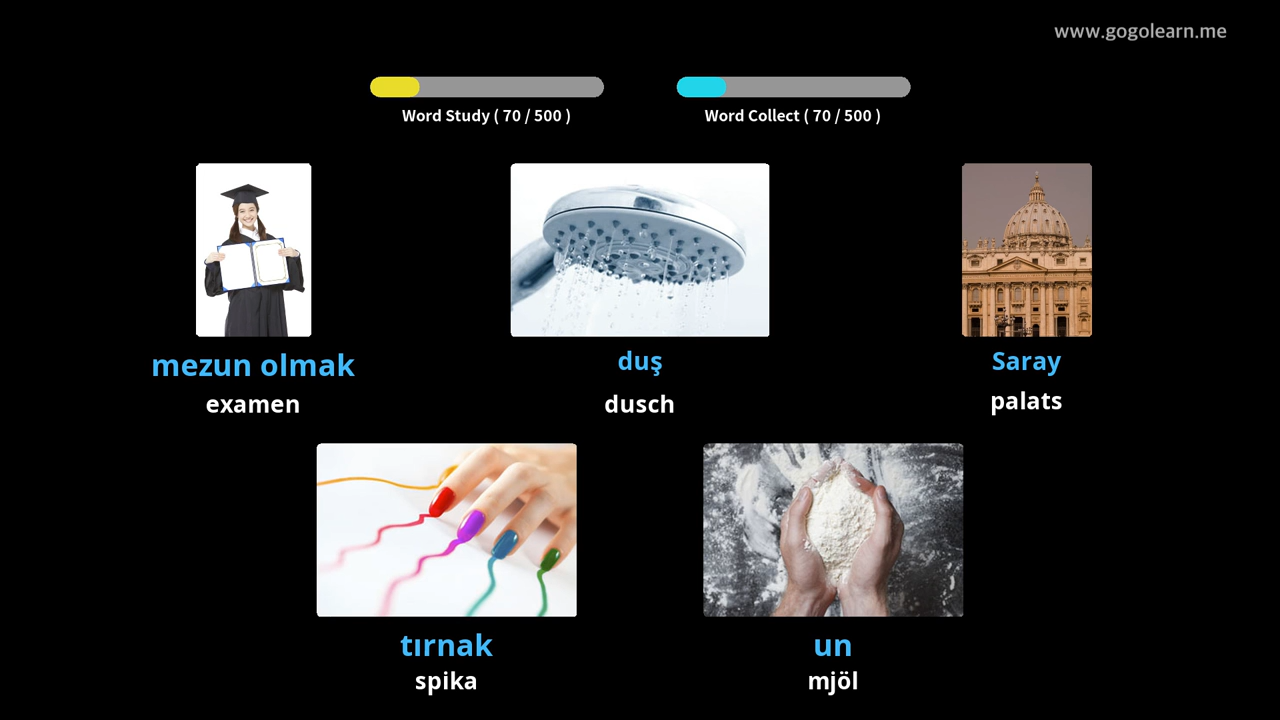 www.gogolearn.me
Word Study ( 70 / 500 )
Word Collect ( 70 / 500 )
mezun olmak
examen
duş
dusch
Saray
palats
tırnak
spika
un
mjöl